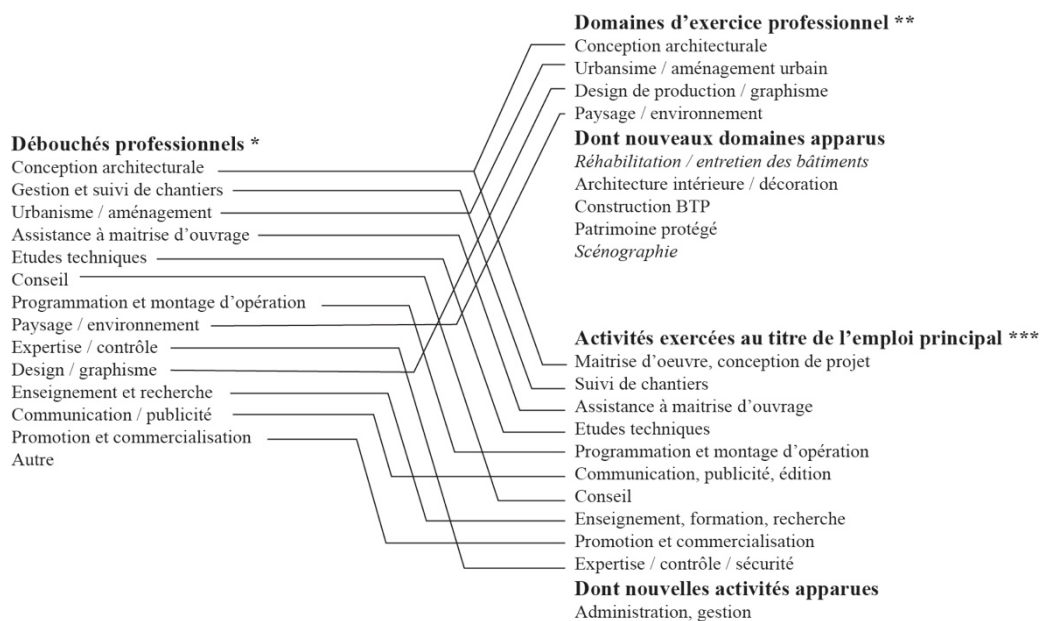 Débouchés professionnels *
Conception architecturale
Gestion et suivi de chantiers
Urbanisme / aménagement
Assistance à maitrise d’ouvrage
Etudes techniques
Conseil
Programmation et montage d’opération
Paysage / environnement
Expertise / contrôle
Design / graphisme
Enseignement et recherche
Communication / publicité
Promotion et commercialisation
Autre
Domaines d’exercice professionnel **
Conception architecturale
Urbansime / aménagement urbain
Design de production / graphisme
Paysage / environnement
Dont nouveaux domaines apparus
Réhabilitation / entretien des bâtiments
Architecture intérieure / décoration
Construction BTP
Patrimoine protégé
Scénographie
Activités exercées au titre de l’emploi principal ***
Maitrise d’oeuvre, conception de projet
Suivi de chantiers
Assistance à maitrise d’ouvrage
Etudes techniques
Programmation et montage d’opération
Communication, publicité, édition
Conseil
Enseignement, formation, recherche
Promotion et commercialisation
Expertise / contrôle / sécurité
Dont nouvelles activités apparues
Administration, gestion